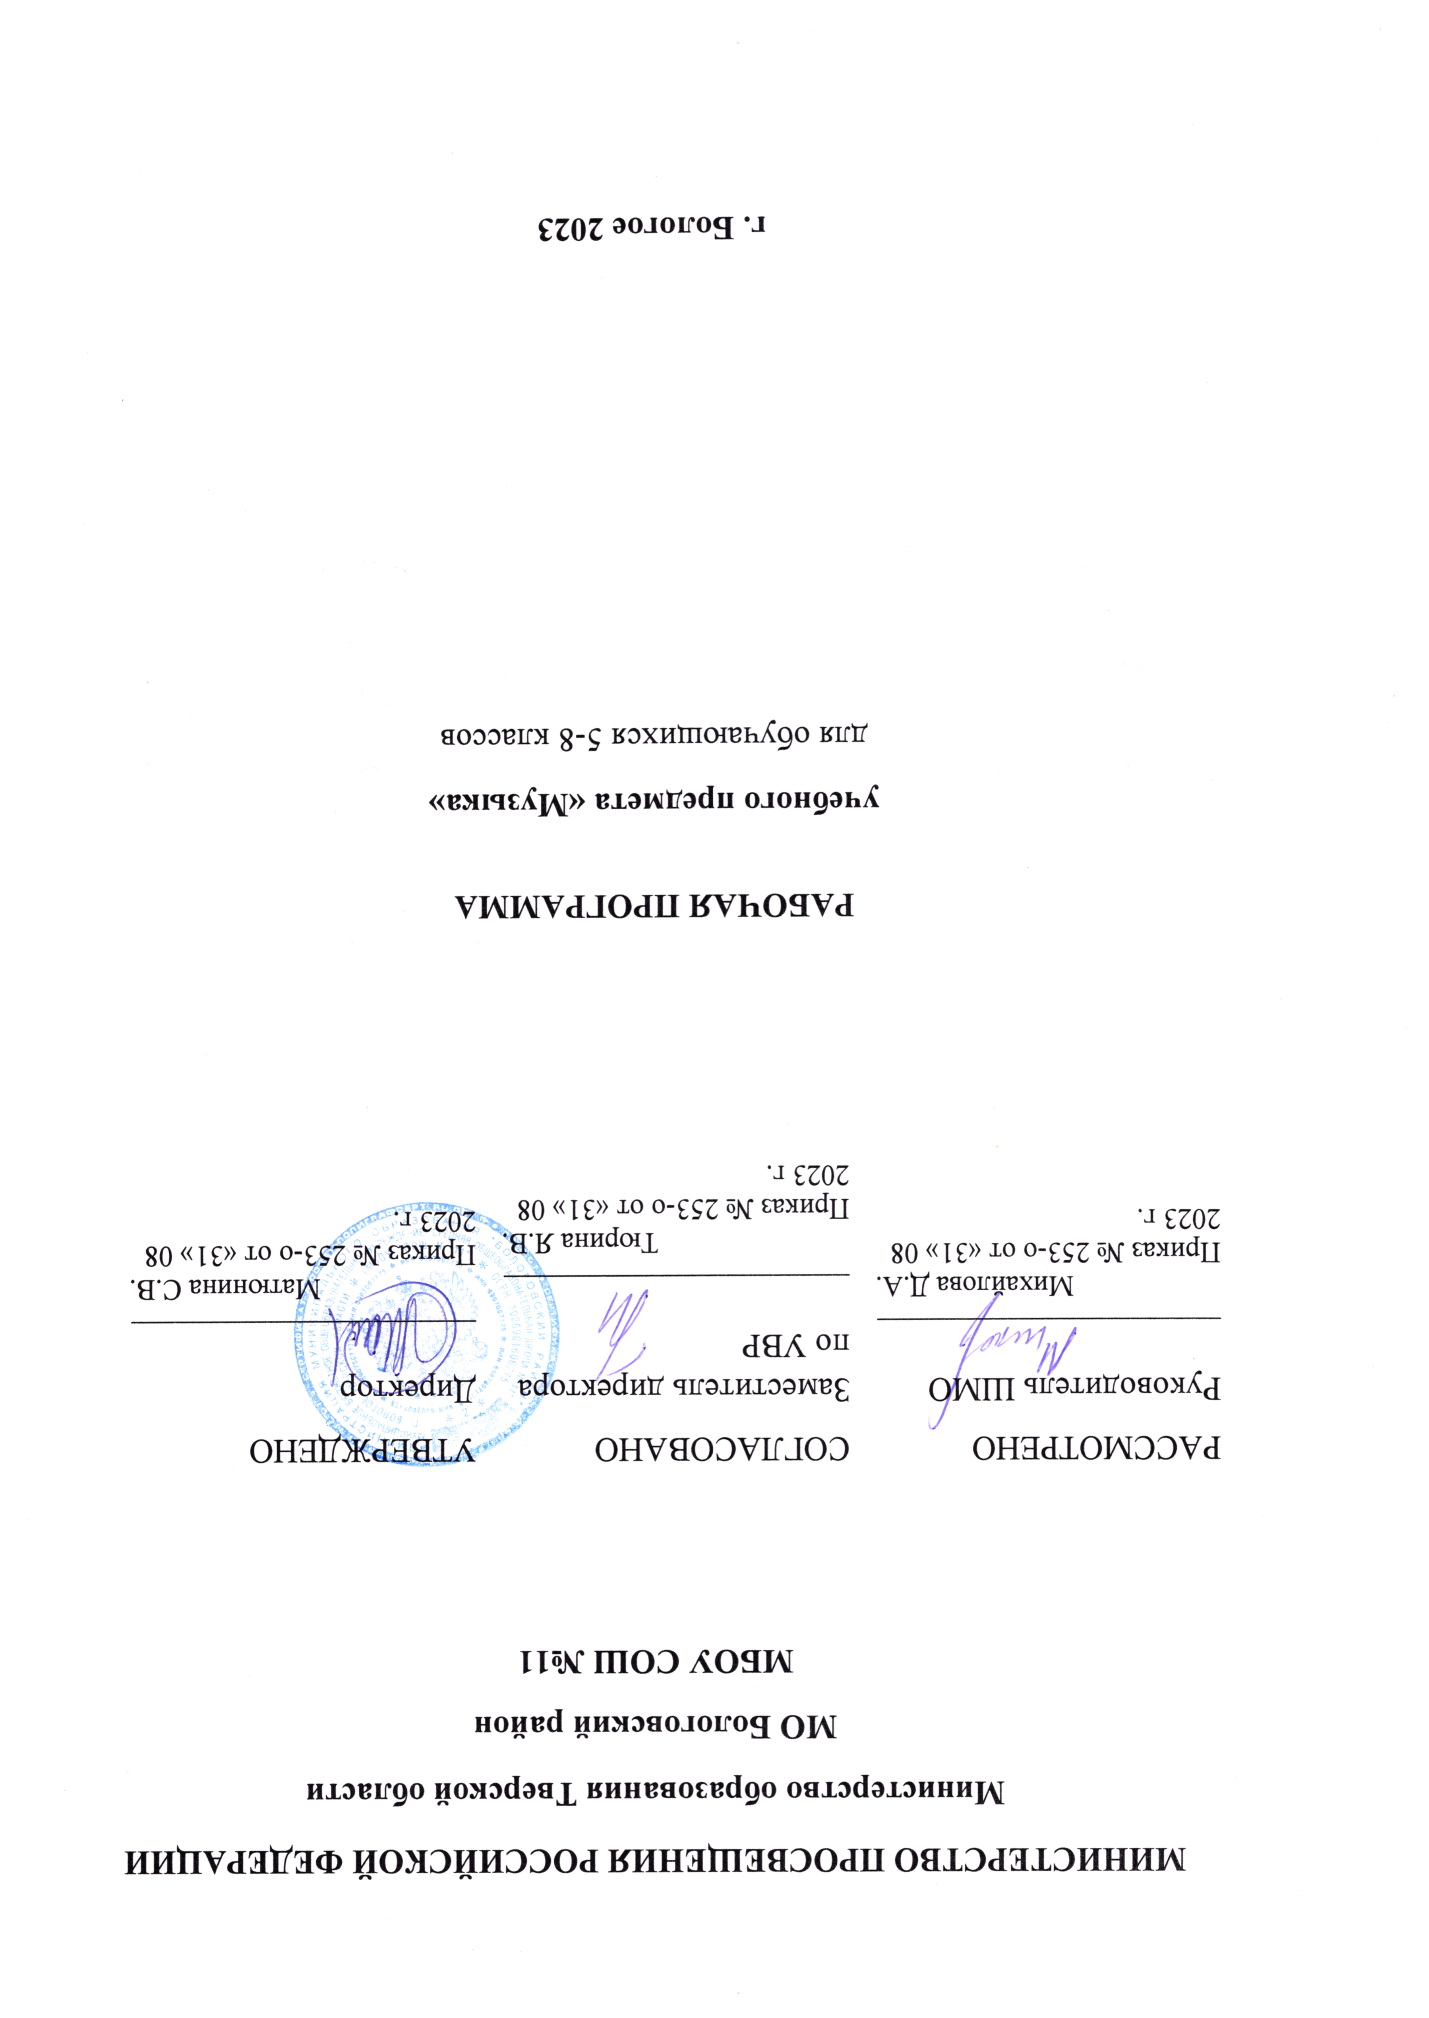 МИНИСТЕРСТВО ПРОСВЕЩЕНИЯ РОССИЙСКОЙ ФЕДЕРАЦИИ
Министерство образования Тверской области
МО Бологовский район
МБОУ СОШ №11
РАССМОТРЕНО
Руководитель ШМО
Михайлова Д.А.
Приказ № 253-о от «31» 08
2023 г.
СОГЛАСОВАНО
Заместитель директора
по УВР
Тюрина Я.В.
Приказ № 253-о от «31» 08
2023 г.
УТВЕРЖДЕНО
Директор
Матюнина С.В.
Приказ № 253-о от «31» 08
2023 г.
РАБОЧАЯ ПРОГРАММА
учебного предмета «Музыка»
для обучающихся 5-8 классов
г. Бологое 2023